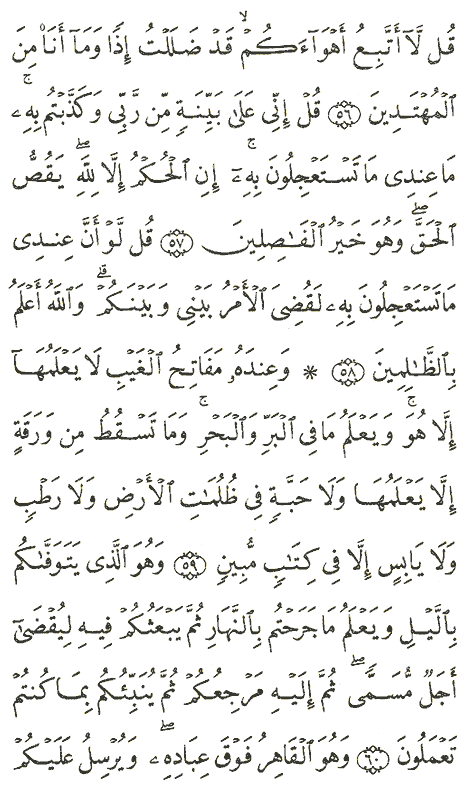 قُل لَّآ أَتَّبِعُ أَهْوَآءَكُمْ ۙ قَدْ ضَلَلْتُ إِذًا وَمَآ أَنَا۠ مِنَ
ٱلْمُهْتَدِينَ ۝٥٦ قُلْ إِنِّى عَلَىٰ بَيِّنَةٍ مِّن رَّبِّى وَكَذَّبْتُم بِهِۦ ۚ
مَا عِندِى مَا تَسْتَعْجِلُونَ بِهِۦٓ ۚ إِنِ ٱلْحُكْمُ إِلَّا لِلَّهِ ۖ يَقُصُّ
ٱلْحَقَّ ۖ وَهُوَ خَيْرُ ٱلْفَـٰصِلِينَ ۝٥٧ قُل لَّوْ أَنَّ عِندِى
مَا تَسْتَعْجِلُونَ بِهِۦ لَقُضِىَ ٱلْأَمْرُ بَيْنِى وَبَيْنَكُمْ ۗ وَٱللَّهُ أَعْلَمُ
بِٱلظَّـٰلِمِينَ ۝٥٨ * وَعِندَهُۥ مَفَاتِحُ ٱلْغَيْبِ لَا يَعْلَمُهَآ
إِلَّا هُوَ ۚ وَيَعْلَمُ مَا فِى ٱلْبَرِّ وَٱلْبَحْرِ ۚ وَمَا تَسْقُطُ مِن وَرَقَةٍ
إِلَّا يَعْلَمُهَا وَلَا حَبَّةٍ فِى ظُلُمَـٰتِ ٱلْأَرْضِ وَلَا رَطْبٍ
وَلَا يَابِسٍ إِلَّا فِى كِتَـٰبٍ مُّبِينٍ ۝٥٩ وَهُوَ ٱلَّذِى يَتَوَفَّىٰكُم
بِٱلَّيْلِ وَيَعْلَمُ مَا جَرَحْتُم بِٱلنَّهَارِ ثُمَّ يَبْعَثُكُمْ فِيهِ لِيُقْضَىٰٓ
أَجَلٌ مُّسَمًّى ۖ ثُمَّ إِلَيْهِ مَرْجِعُكُمْ ثُمَّ يُنَبِّئُكُم بِمَا كُنتُمْ
تَعْمَلُونَ ۝٦٠ وَهُوَ ٱلْقَاهِرُ فَوْقَ عِبَادِهِۦ ۖ وَيُرْسِلُ عَلَيْكُمْ